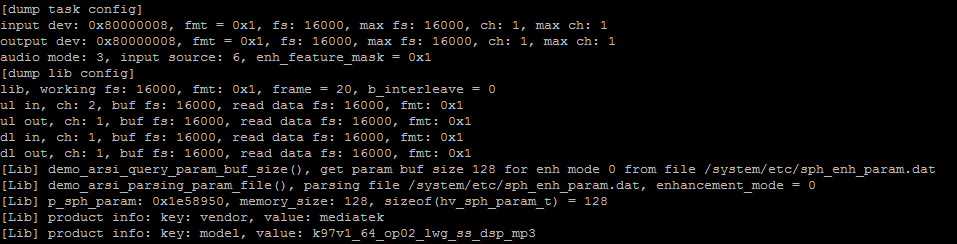 [dump task config]
input dev: 0x80000008, fmt = 0x1, fs: 16000, max fs: 16000, ch: 1, max ch: 1
output dev: 0x80000008, fmt = 0x1, fs: 16000, max fs: 16000, ch: 1, max ch: 1
audio mode: 3, input source: 6, enh_feature_mask = 0x1
[dump lib config]
lib, working fs: 16000, fmt: 0x1, frame = 20, b_interleave = 0
ul in, ch: 2, buf fs: 16000, read data fs: 16000, fmt: 0x1
ul out, ch: 1, buf fs: 16000, read data fs: 16000, fmt: 0x1
dl in, ch: 1, buf fs: 16000, read data fs: 16000, fmt: 0x1
dl out, ch: 1, buf fs: 16000, read data fs: 16000, fmt: 0x1
[Lib] demo_arsi_query_param_buf_size(), get param buf size 128 for enh mode 0 from file /system/etc/sph_enh_param.dat
[Lib] demo_arsi_parsing_param_file(), parsing file /system/etc/sph_enh_param.dat, enhancement_mode = 0
[Lib] p_sph_param: 0x1e58950, memory_size: 128, sizeof(hv_sph_param_t) = 128
[Lib] product info: key: vendor, value: mediatek
[Lib] product info: key: model, value: k97v1_64_op02_lwg_ss_dsp_mp3